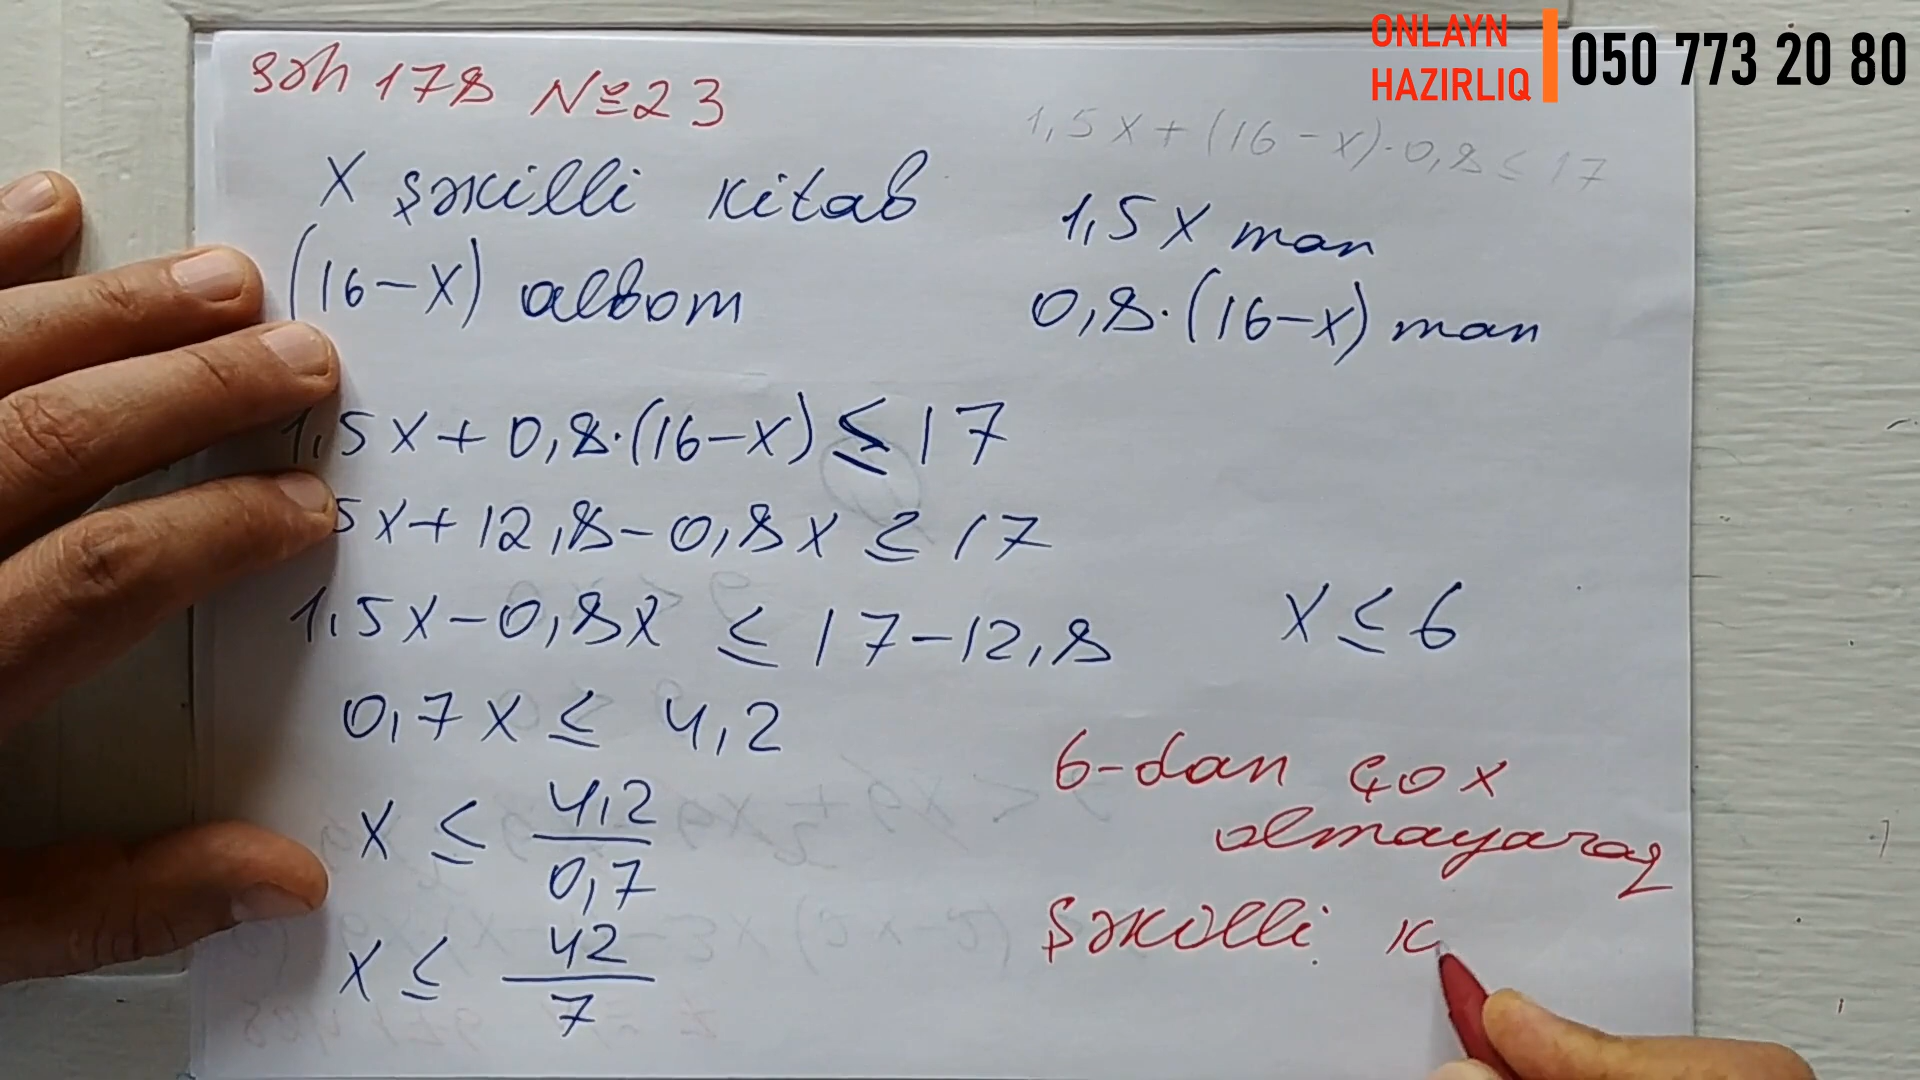 ONLAYN
HAZIRLIQ
050 773 20 80
səh 178 №23
1,5x+(16-x)·0,8≤17
x şəkilli kitab
1,5x man
(16-x) albom
0,8·(16-x) man
1,5x+0,8·(16-x)≤17
5x+12,8-0,8x≤17
1,5x-0,8x≤17-12,8
x≤6
0,7x≤4,2
x≤4,2/0,7
x≤42/7
6-dan çox
olmayaraq
şəkilli k